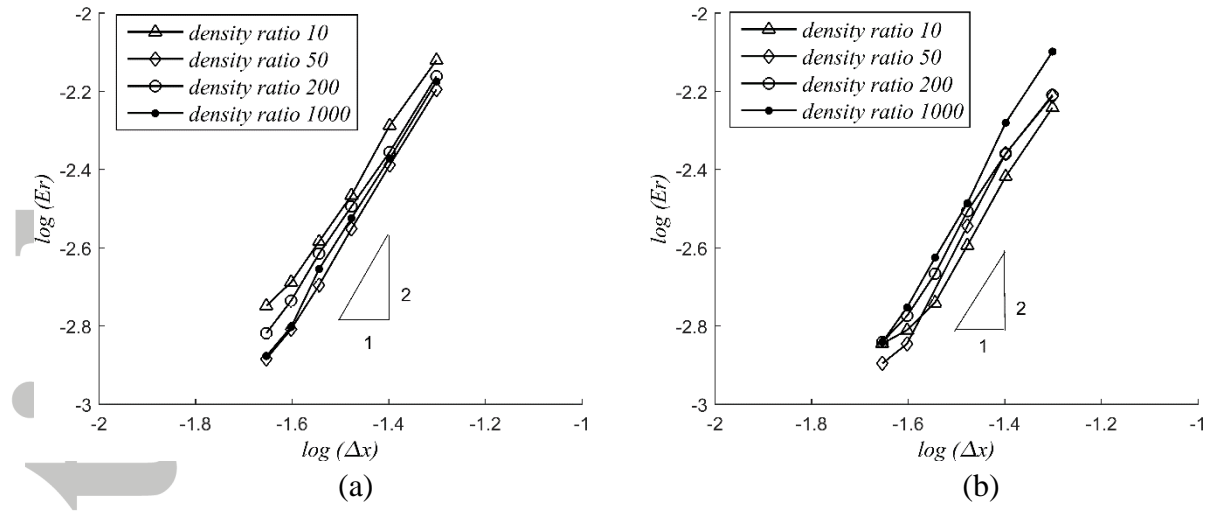 -2
-2.2
-2.4
-2.6
-2.8
-3
log (Er)
density ratio 10
density ratio 50
density ratio 200
density ratio 1000
2
1
-2
-1.8
-1.6
-1.4
-1.2
-1
log (Δx)
(a)
-2
-2.2
-2.4
-2.6
-2.8
-3
log (Er)
density ratio 10
density ratio 50
density ratio 200
density ratio 1000
2
1
-2
-1.8
-1.6
-1.4
-1.2
-1
log (Δx)
(b)